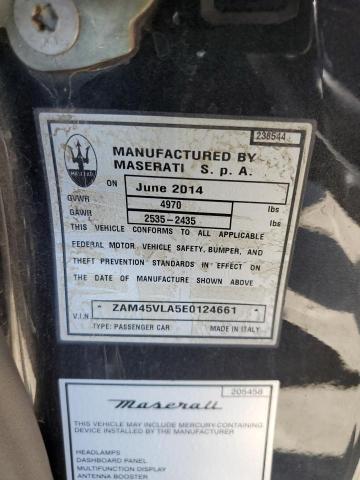 236544
MANUFACTURED BY
MASERATI S. p. A.
MASERATI
ON June 2014
GVWR 4970 lbs
GAWR 2535-2435 lbs
THIS VEHICLE CONFORMS TO ALL APPLICABLE
FEDERAL MOTOR VEHICLE SAFETY, BUMPER, AND
THEFT PREVENTION STANDARDS IN EFFECT ON
THE DATE OF MANUFACTURE SHOWN ABOVE
V.I.N. - ZAM45VLA5E0124661 -
TYPE: PASSENGER CAR MADE IN ITALY
205458
Maserati
THIS VEHICLE MAY INCLUDE MERCURY-CONTAINING
DEVICE INSTALLED BY THE MANUFACTURER
HEADLAMPS
DASHBOARD PANEL
MULTIFUNCTION DISPLAY
ANTENNA BOOSTER